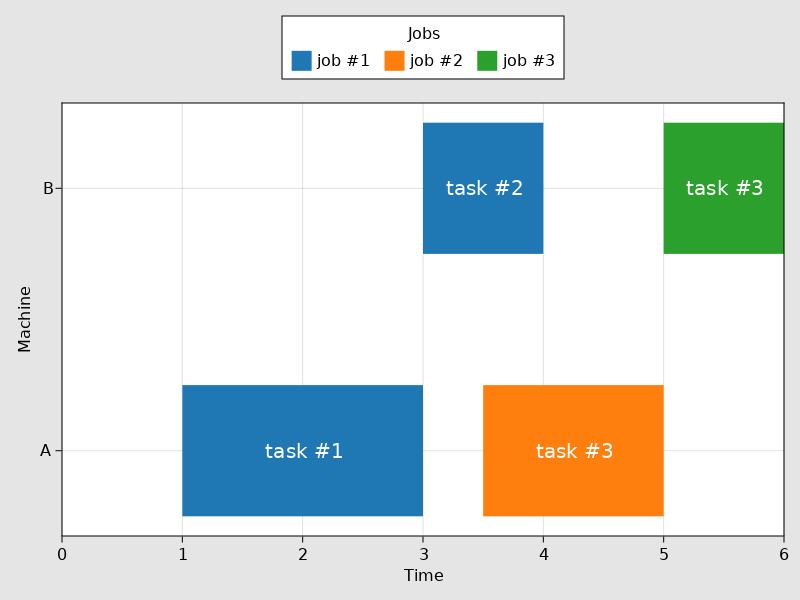 Jobs
job #1 job #2 job #3
B
task #2 task #3
Machine
A
task #1 task #3
0 1 2 3 4 5 6
Time